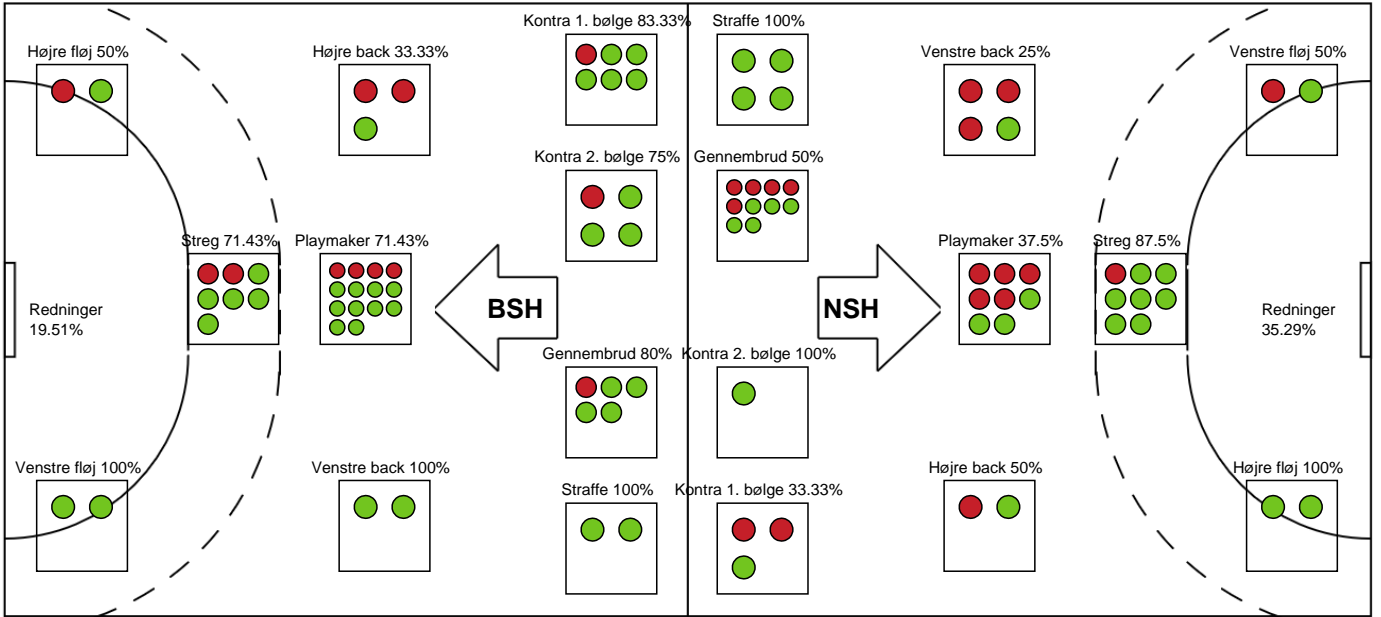 Kontra 1. bølge 83.33%
Straffe 100%
Højre fløj 50%
Højre back 33.33%
Venstre back 25%
Venstre fløj 50%
Kontra 2. bølge 75%
Gennembrud 50%
Streg 71.43%
Playmaker 71.43%
Playmaker 37.5%
Streg 87.5%
Redninger
19.51%
BSH
NSH
Redninger
35.29%
Gennembrud 80%
Kontra 2. bølge 100%
Venstre fløj 100%
Venstre back 100%
Højre back 50%
Højre fløj 100%
Straffe 100%
Kontra 1. bølge 33.33%